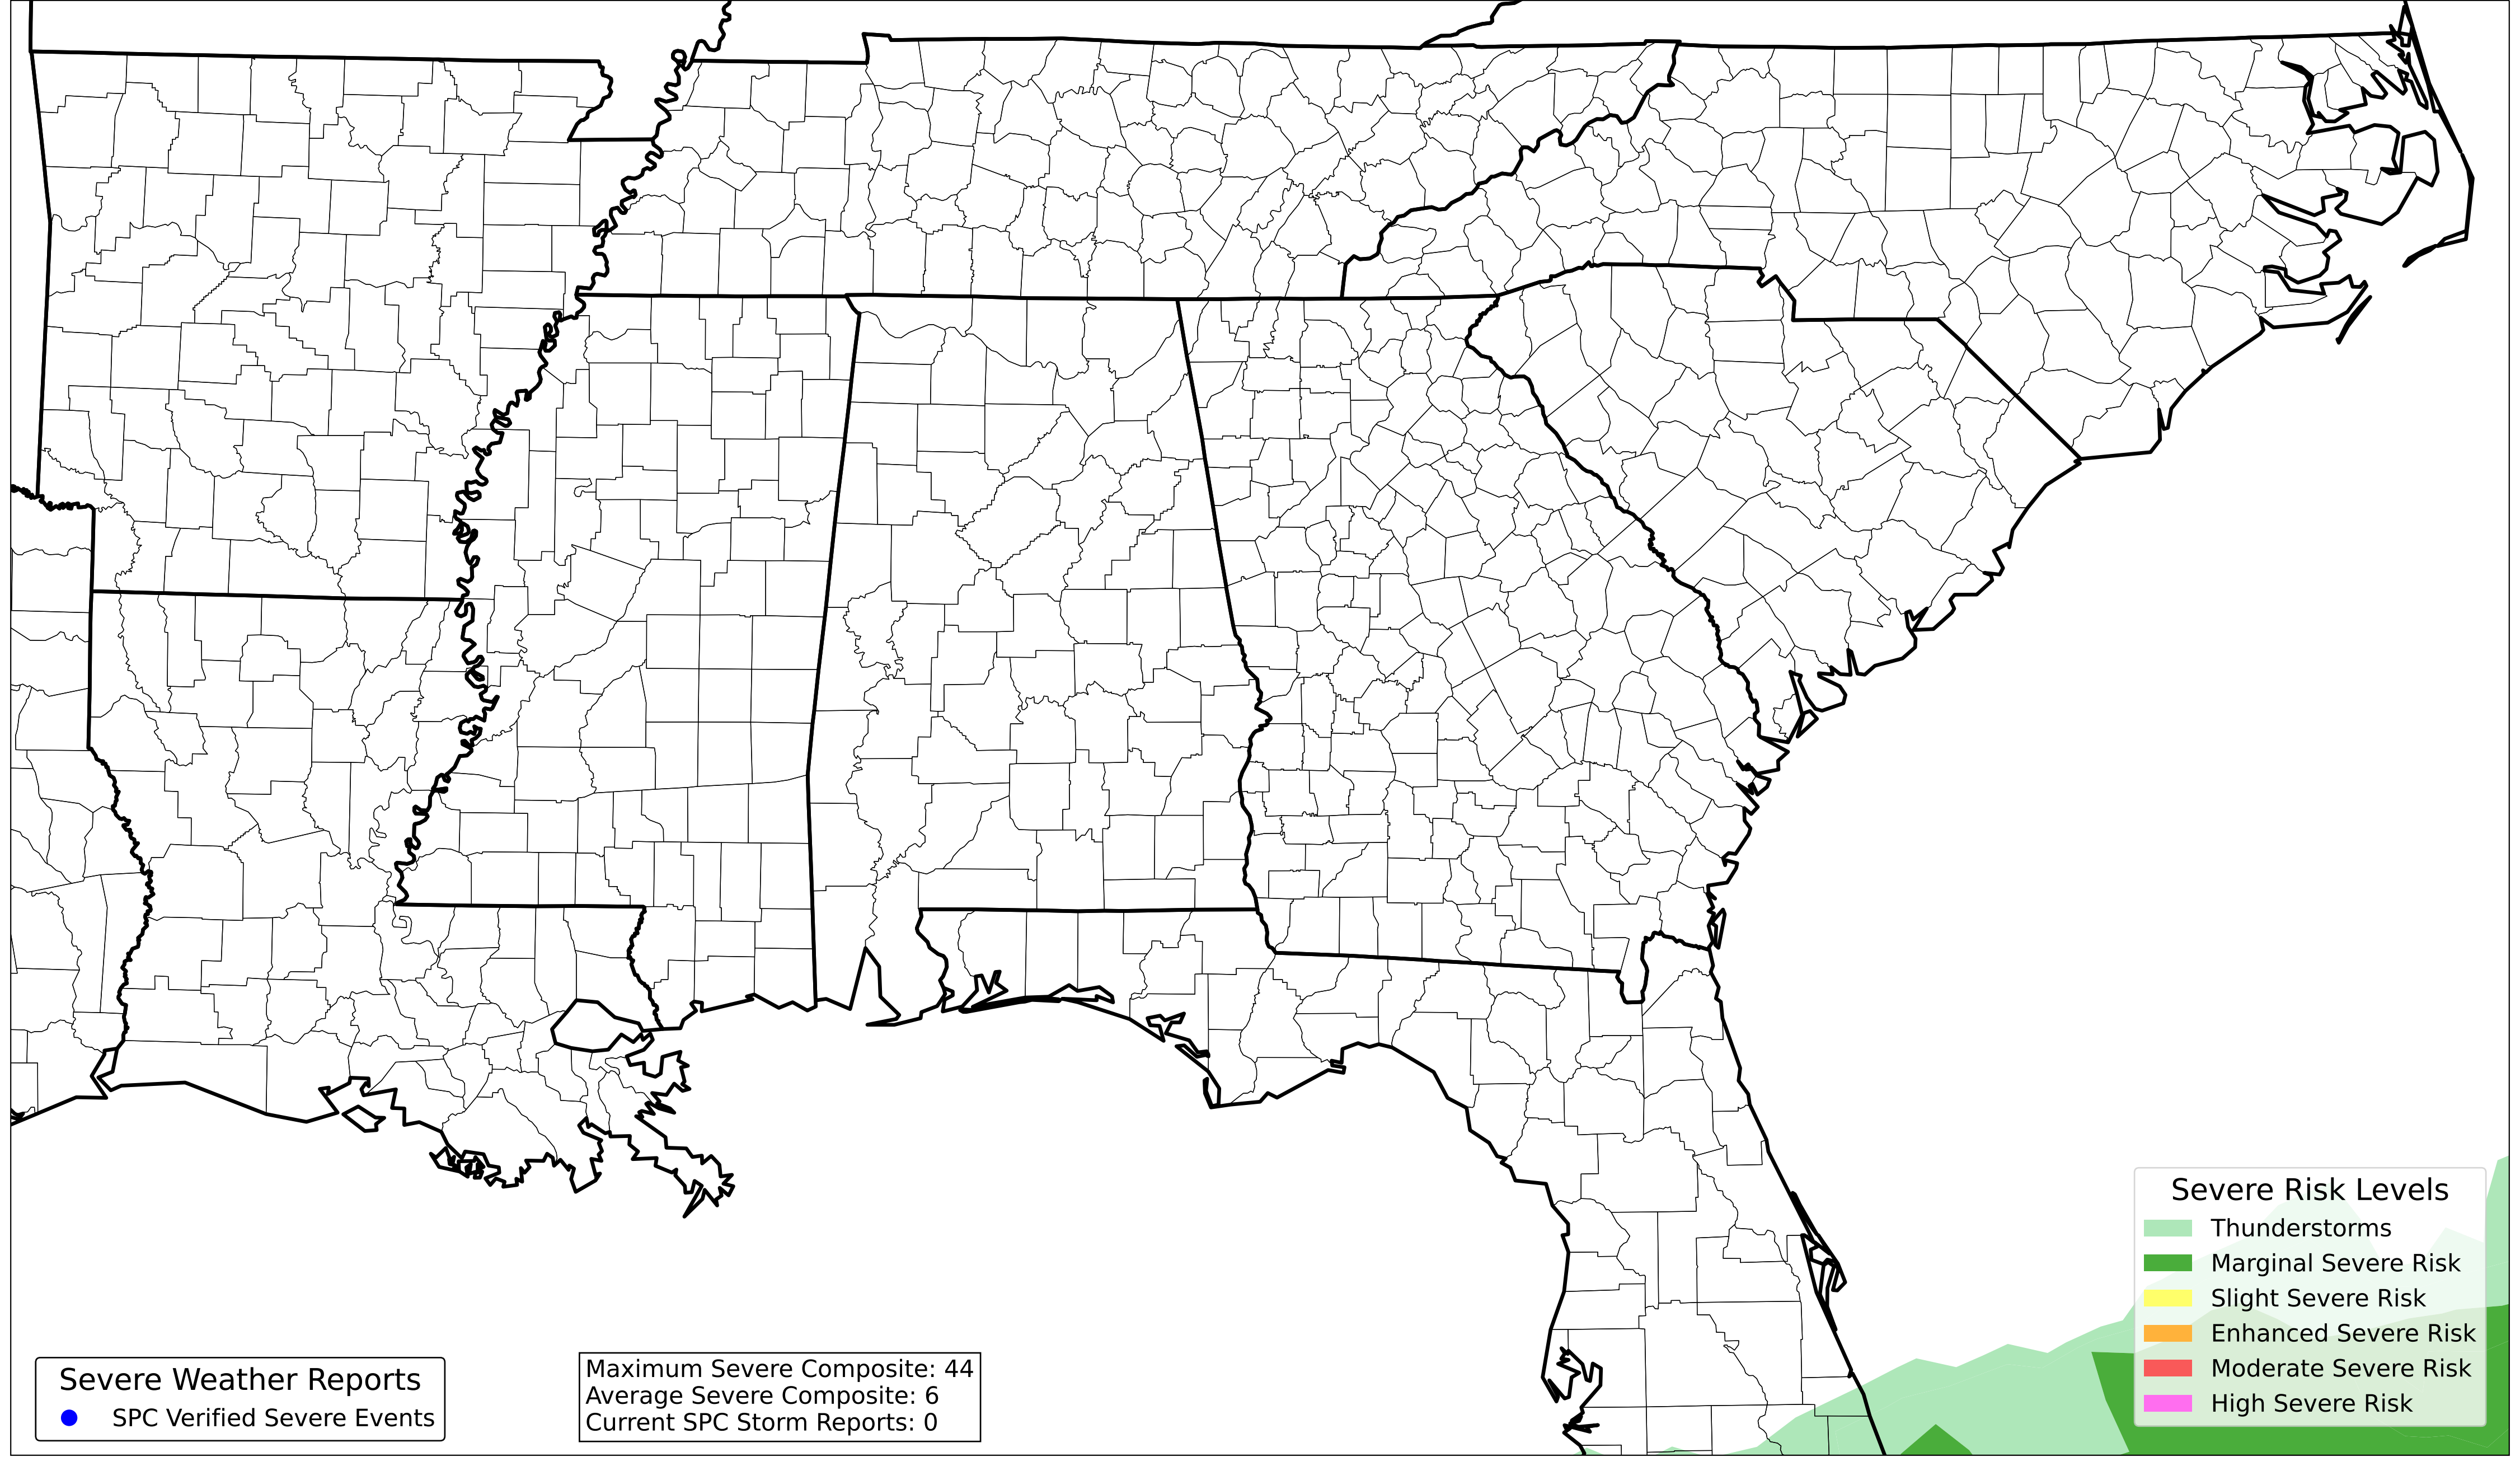 Severe Risk Levels
Thunderstorms
Marginal Severe Risk
Slight Severe Risk
Enhanced Severe Risk
Moderate Severe Risk
High Severe Risk
Severe Weather Reports
SPC Verified Severe Events
Maximum Severe Composite: 44
Average Severe Composite: 6
Current SPC Storm Reports: 0